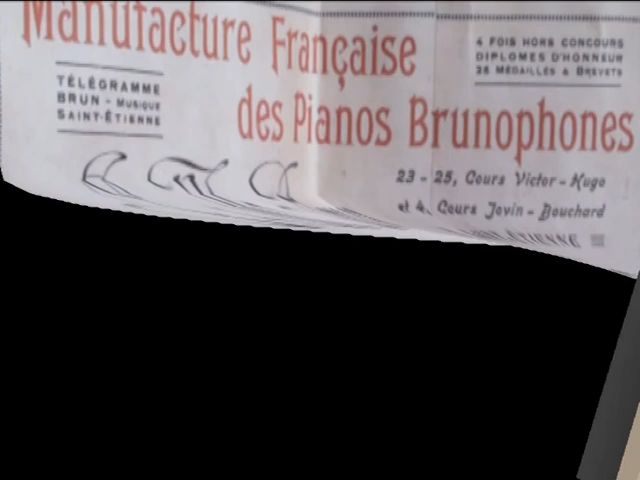 Manufacture Française
4 FOIS HORS CONCOURS
DIPLOMES D'HONNEUR
25 MÉDAILLES & BREVETS
TÉLÉGRAMME
BRUN - MUSIQUE
SAINT-ÉTIENNE
des Pianos Brunophones
23 - 25, Cours Victor-Hugo
et 4, Cours Jovin-Bouchard
ÉTIENNE